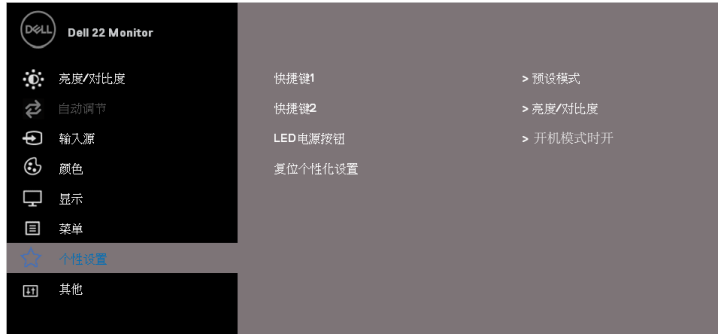 DELL
Dell 22 Monitor
亮度/对比度
自动调节
输入源
颜色
显示
菜单
个性设置
其他
快捷键1 > 预设模式
快捷键2 > 亮度/对比度
LED电源按钮 > 开机模式时开
复位个性化设置